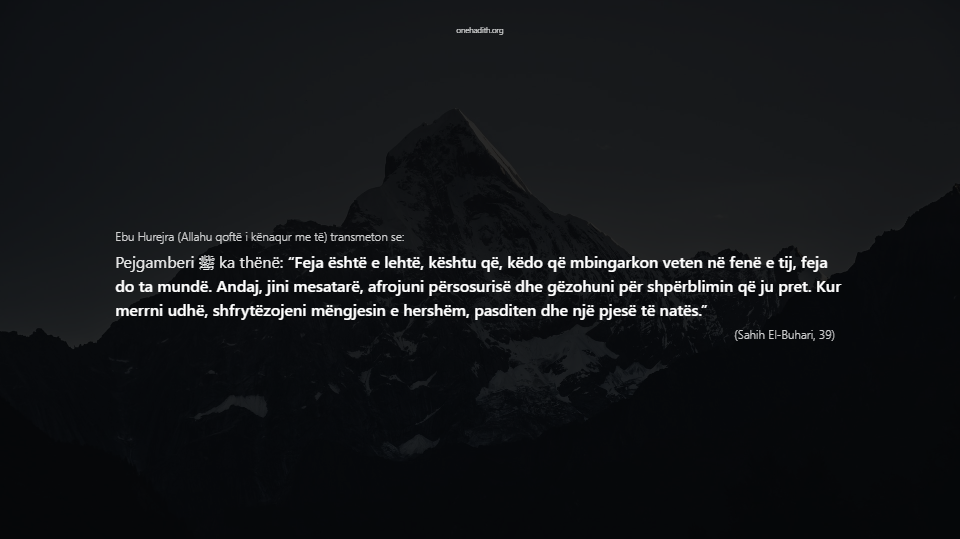 onehadith.org
Ebu Hurejra (Allahu qoftë i kënaqur me të) transmeton se:
Pejgamberi ﷺ ka thënë: “Feja është e lehtë, kështu që, këdo që mbingarkon veten në fenë e tij, feja
do ta mundë. Andaj, jini mesatarë, afrojuni përsosurisë dhe gëzohuni për shpërblimin që ju pret. Kur
merrni udhë, shfrytëzojeni mëngjesin e hershëm, pasditen dhe një pjesë të natës.”
(Sahih El-Buhari, 39)